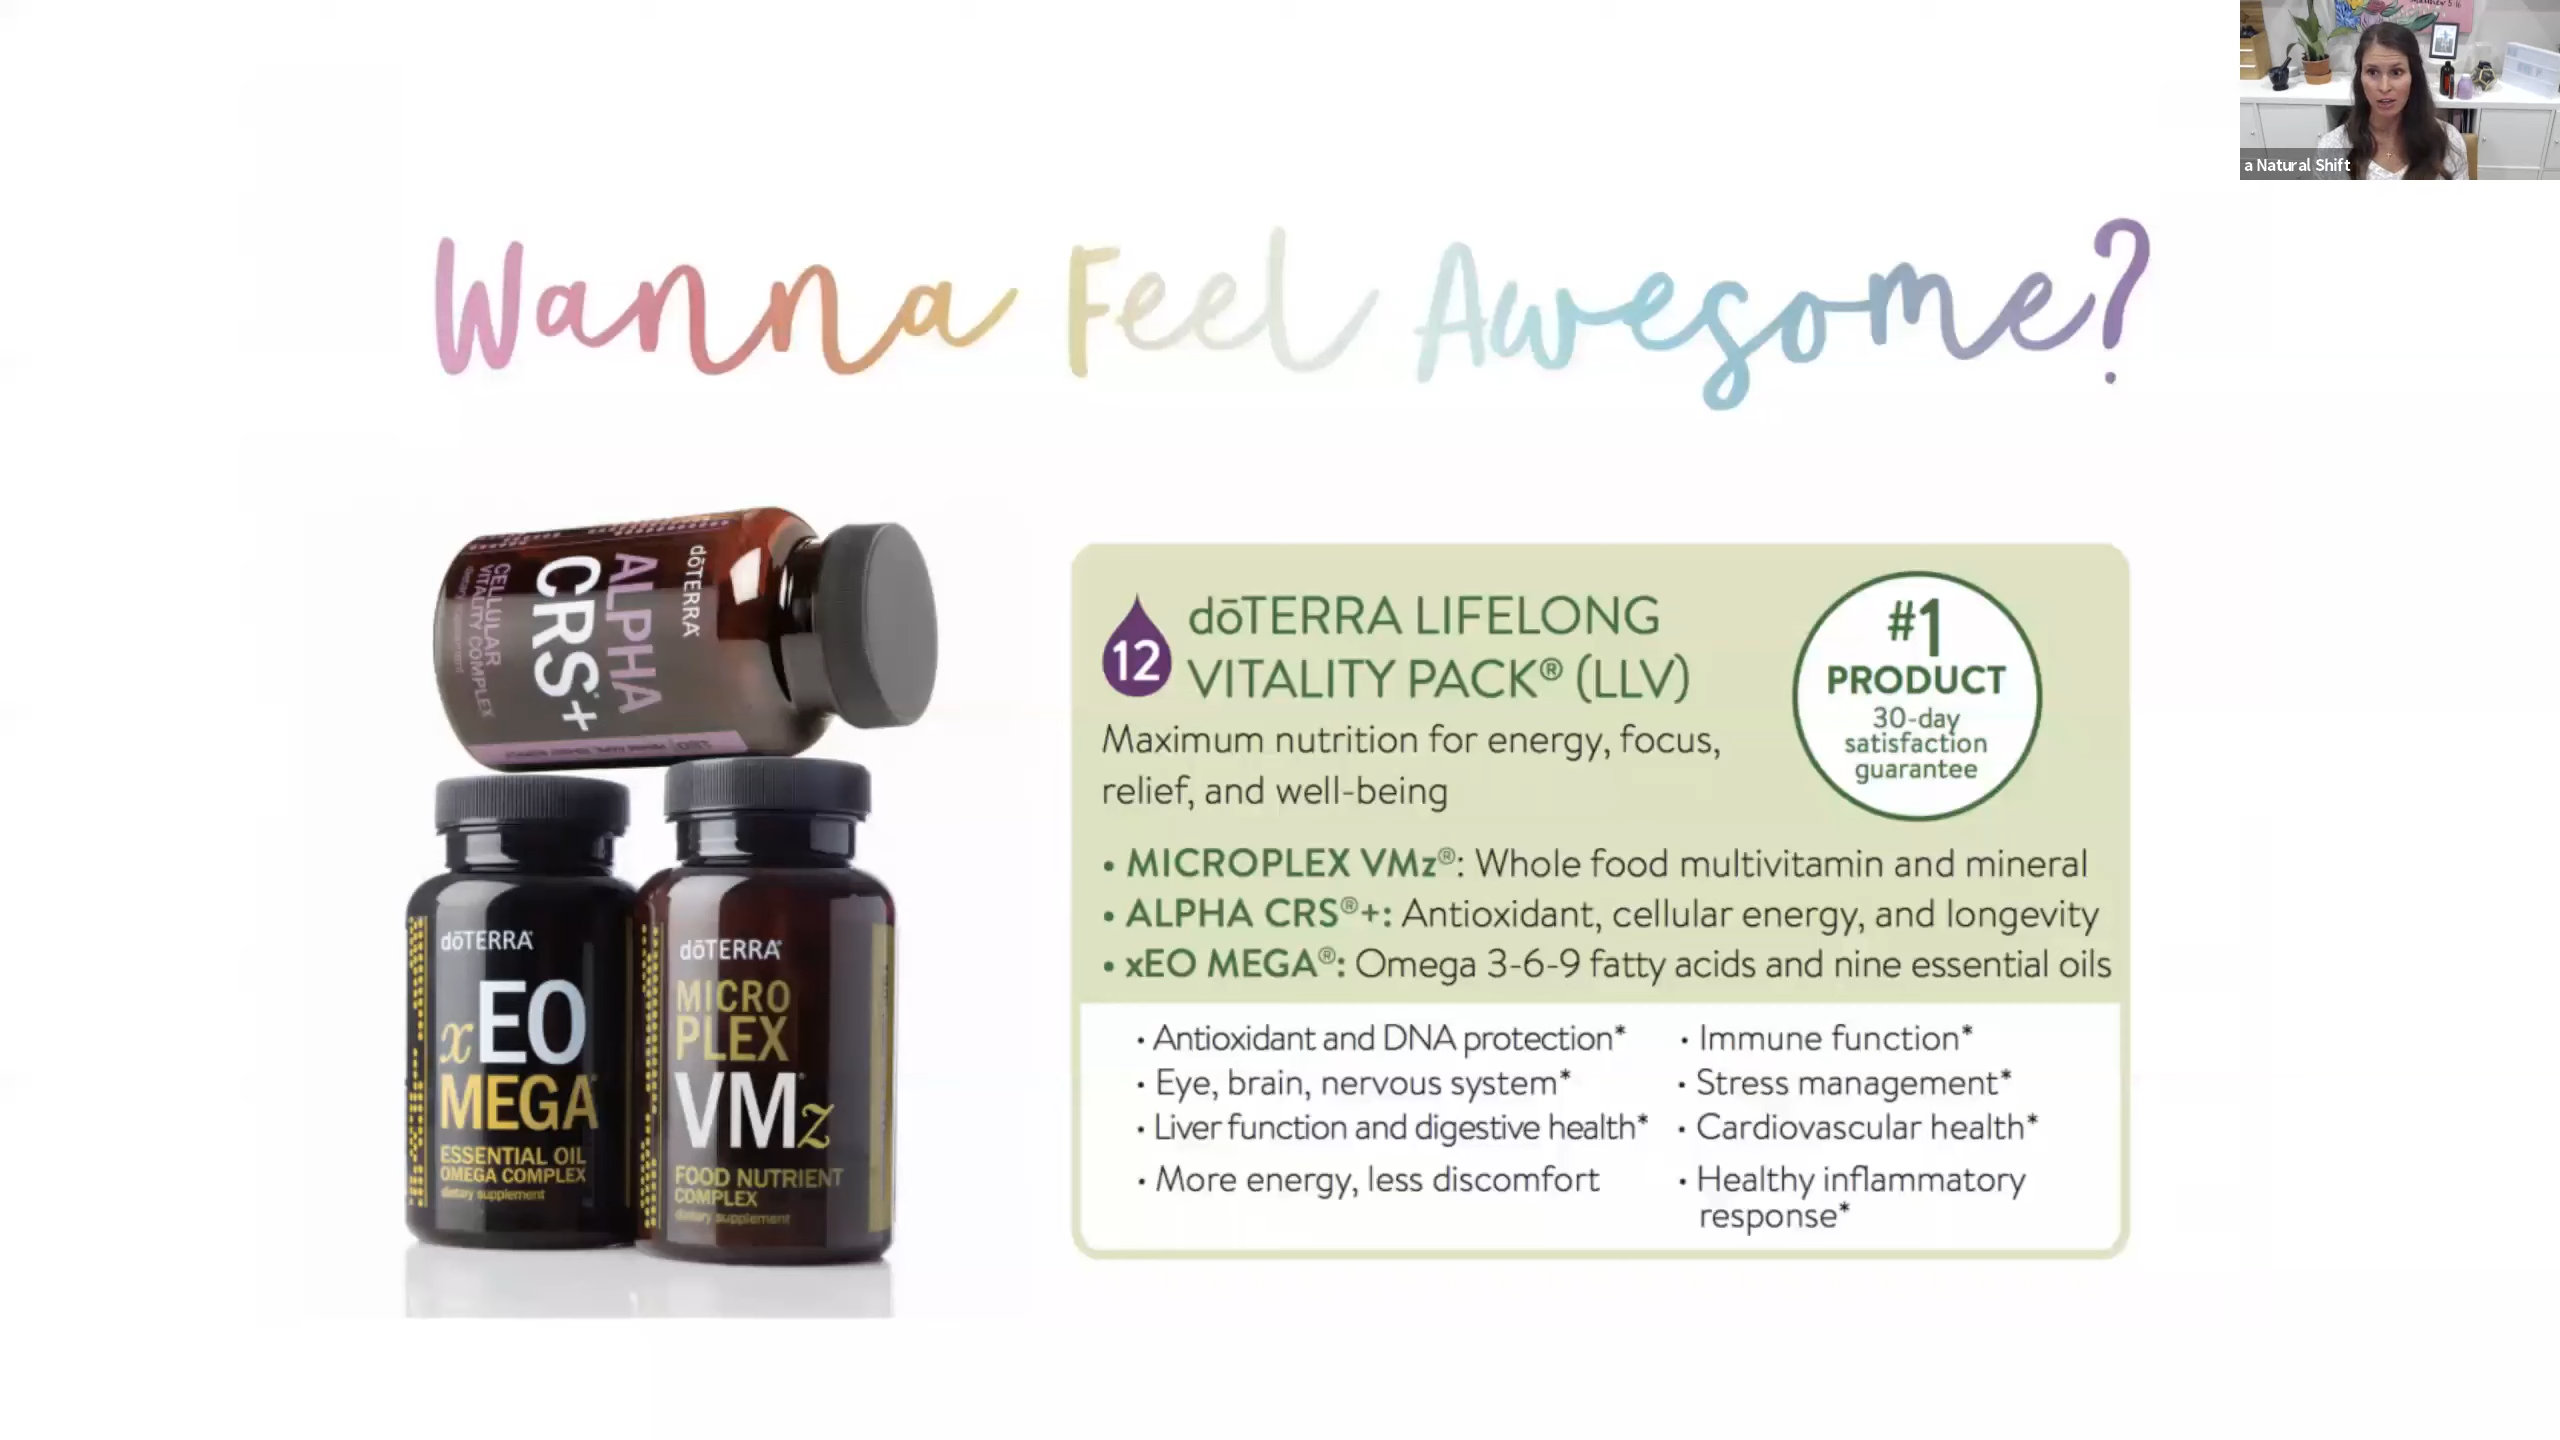 a Natural Shift
Wanna Feel Awesome?
dōTERRA
ALPHA
CRS+
CELLULAR
VITALITY COMPLEX
dietary supplement
dōTERRA
xEO
MEGA
ESSENTIAL OIL
OMEGA COMPLEX
dietary supplement
dōTERRA
MICRO
PLEX
VMz
FOOD NUTRIENT
COMPLEX
dietary supplement
12
dōTERRA LIFELONG
VITALITY PACK® (LLV)
Maximum nutrition for energy, focus,
relief, and well-being
#1
PRODUCT
30-day
satisfaction
guarantee
• MICROPLEX VMz®: Whole food multivitamin and mineral
• ALPHA CRS®+: Antioxidant, cellular energy, and longevity
• xEO MEGA®: Omega 3-6-9 fatty acids and nine essential oils
• Antioxidant and DNA protection*
• Eye, brain, nervous system*
• Liver function and digestive health*
• More energy, less discomfort
• Immune function*
• Stress management*
• Cardiovascular health*
• Healthy inflammatory
response*